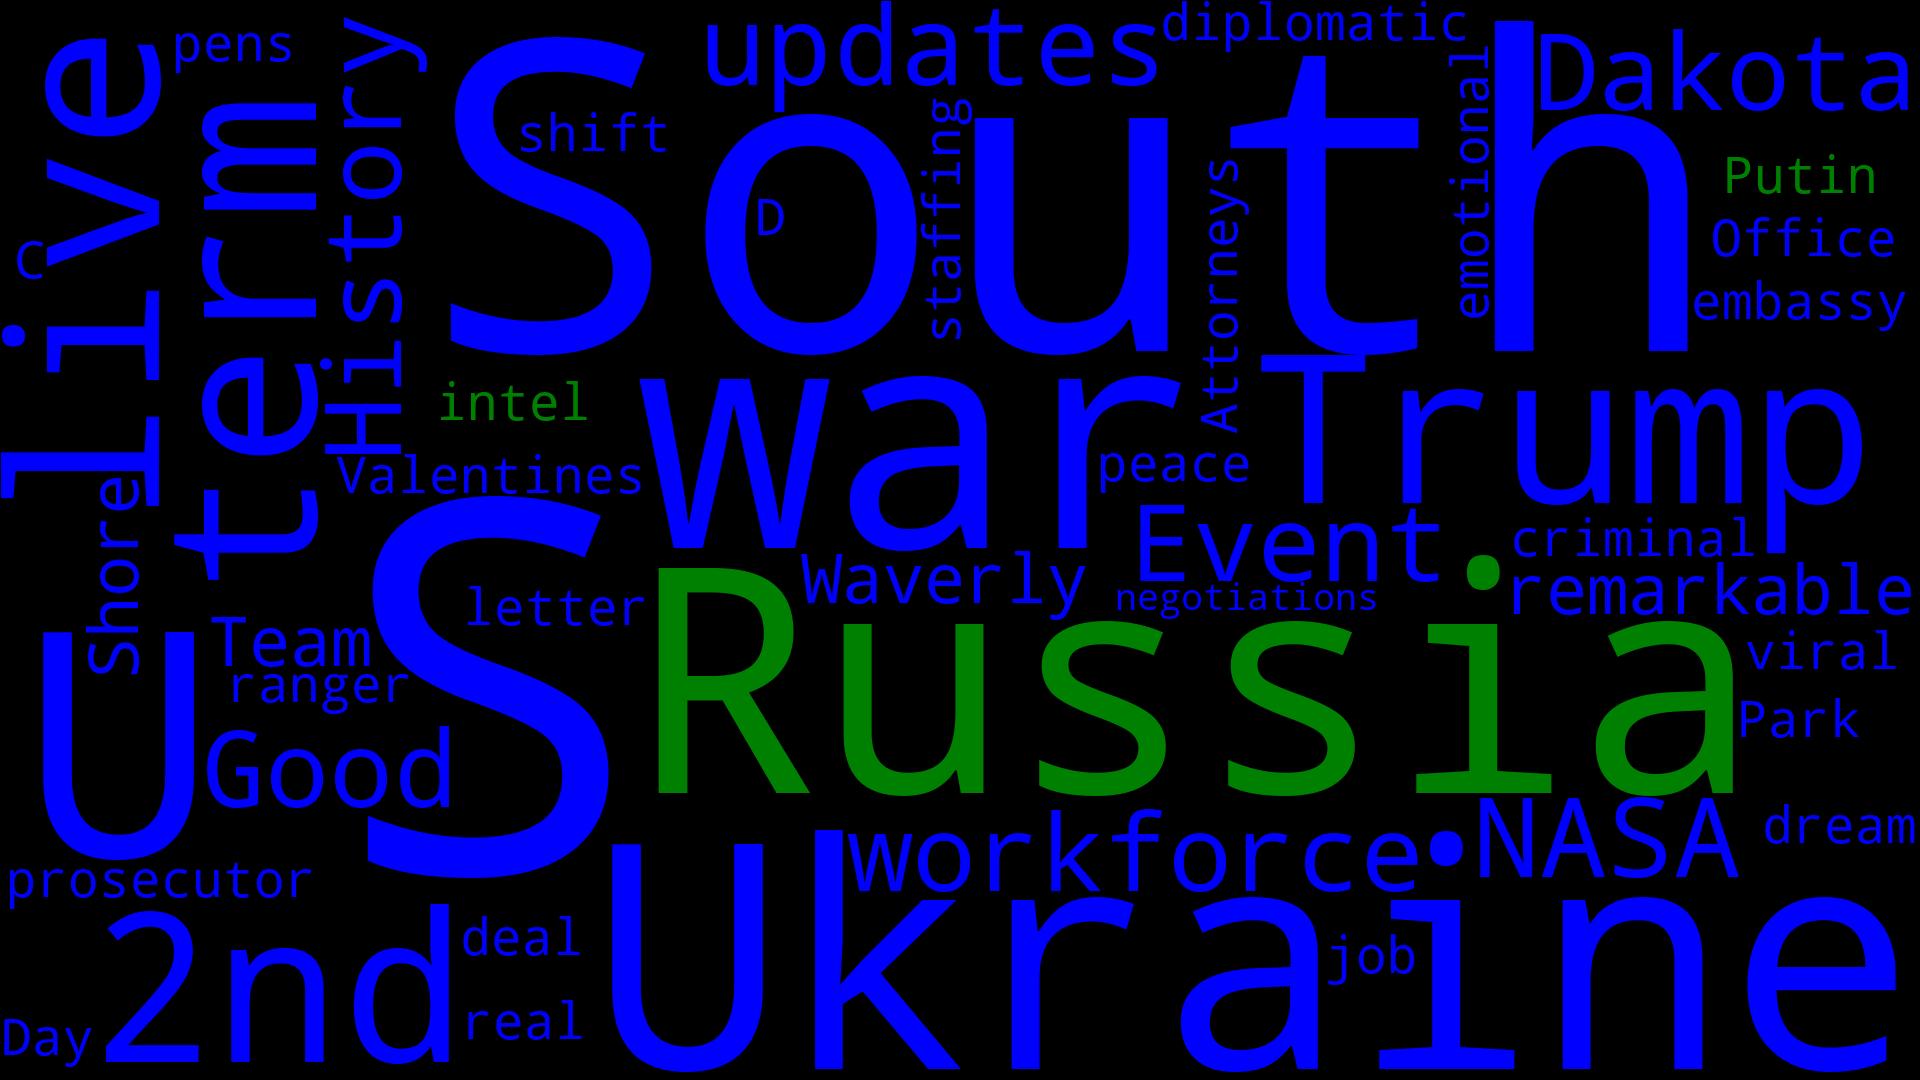 live
pens
term
History
C
South
updates
diplomatic
shift
D
staffing
Attorneys
emotional
Dakota
Putin
Office
embassy
intel
war
Trump
Valentines
peace
Shore
S
letter
Waverly
Event
negotiations
criminal
remarkable
Team
ranger
U
Russia
viral
Park
Good
prosecutor
workforce
NASA
dream
2nd
deal
Ukraine
job
real
Day